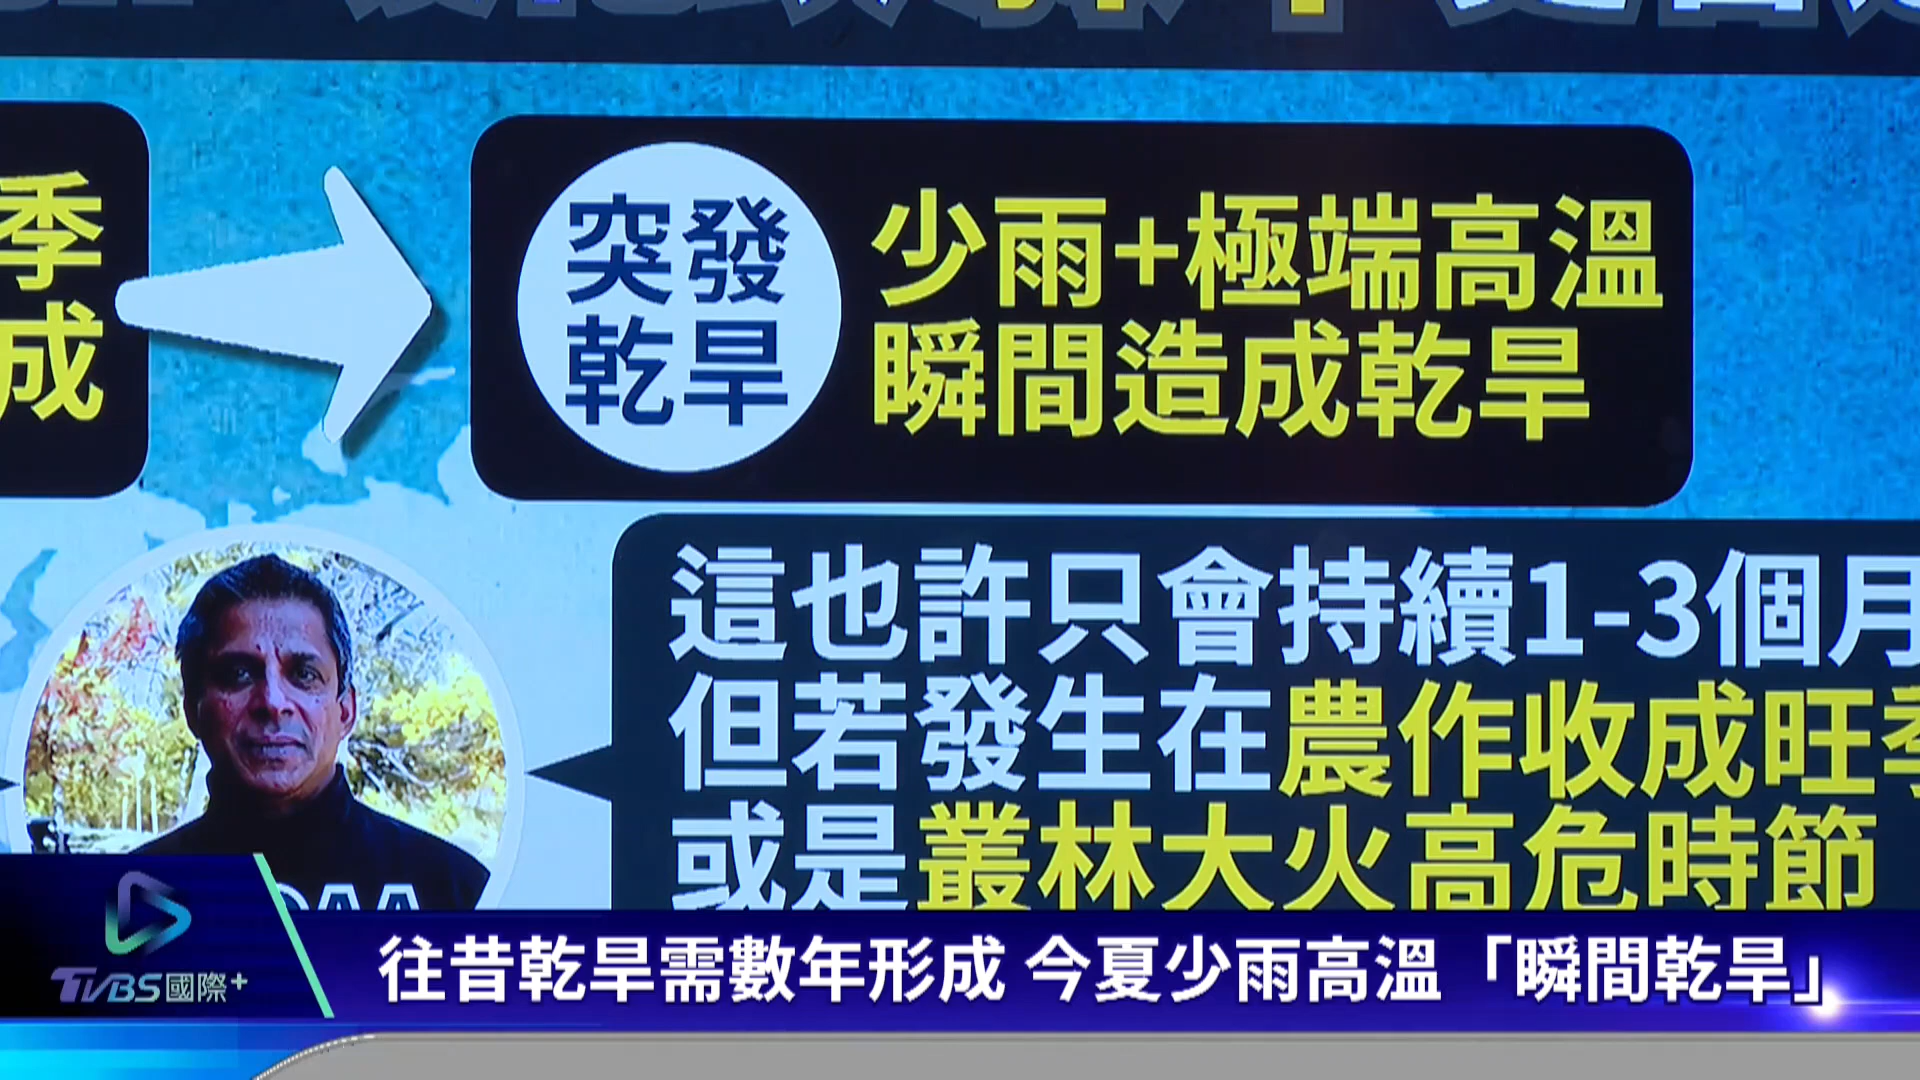 季
成
突發
乾旱
少雨+極端高溫
瞬間造成乾旱
這也許只會持續1-3個月
但若發生在農作收成旺季
或是叢林大火高危時節
往昔乾旱需數年形成 今夏少雨高溫「瞬間乾旱」
TVBS國際+